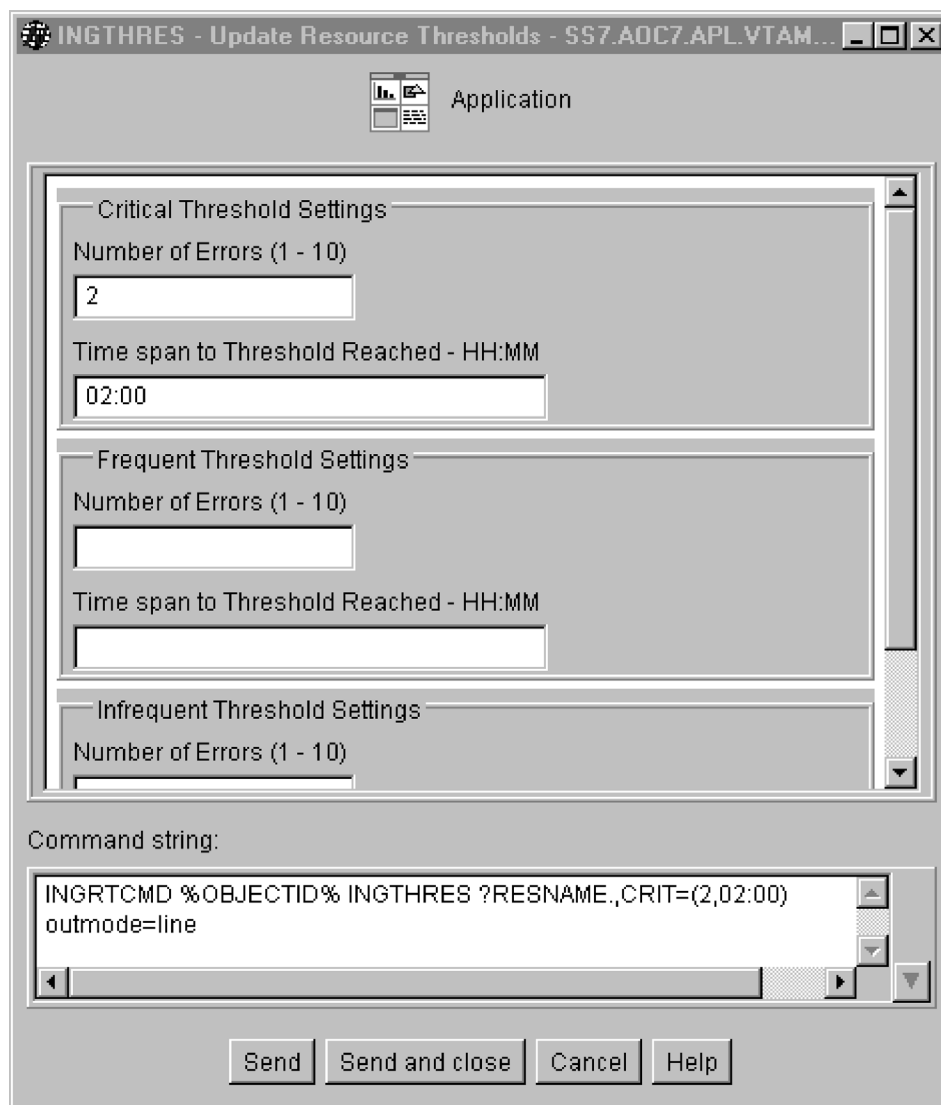 INGTHRES - Update Resource Thresholds - SS7.AOC7.APL.VTAM...
Application
Critical Threshold Settings
Number of Errors (1 - 10)
2
Time span to Threshold Reached - HH:MM
02:00
Frequent Threshold Settings
Number of Errors (1 - 10)
Time span to Threshold Reached - HH:MM
Infrequent Threshold Settings
Number of Errors (1 - 10)
Command string:
INGRTCMD %OBJECTID% INGTHRES ?RESNAME.,CRIT=(2,02:00)
outmode=line
Send Send and close Cancel Help